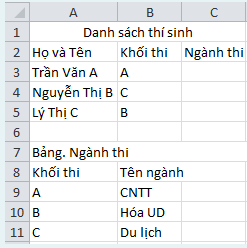 A B C
1 Danh sách thí sinh
2 Họ và Tên Khối thi Ngành thi
3 Trần Văn A A
4 Nguyễn Thị B C
5 Lý Thị C B
6
7 Bảng. Ngành thi
8 Khối thi Tên ngành
9 A CNTT
10 B Hóa UD
11 C Du lịch